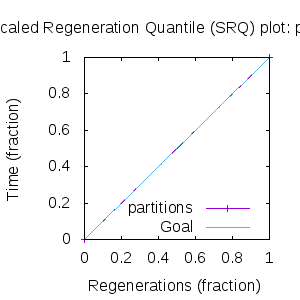 caled Regeneration Quantile (SRQ) plot: p
1
0.8
0.6
0.4
0.2
0
Time (fraction)
partitions
Goal
0 0.2 0.4 0.6 0.8 1
Regenerations (fraction)